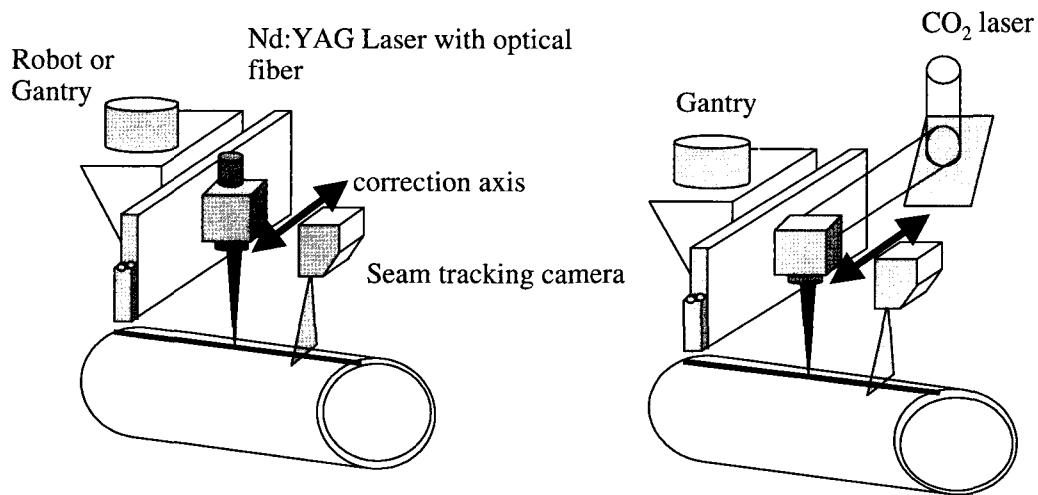 Nd:YAG Laser with optical
fiber
Robot or
Gantry
correction axis
Seam tracking camera
CO₂ laser
Gantry